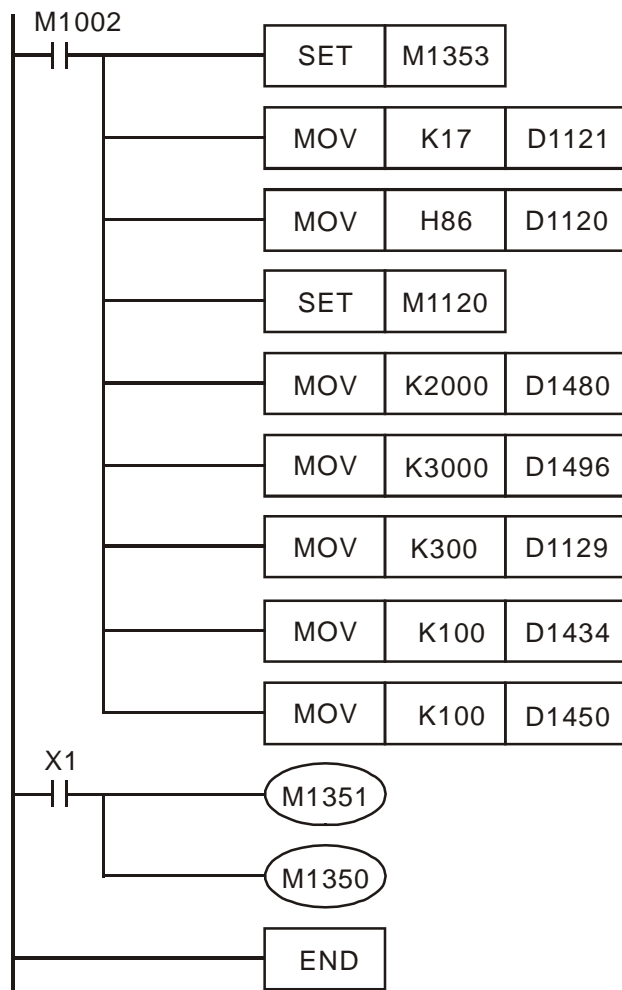 M1002
SET M1353
MOV K17 D1121
MOV H86 D1120
SET M1120
MOV K2000 D1480
MOV K3000 D1496
MOV K300 D1129
MOV K100 D1434
MOV K100 D1450
X1
M1351
M1350
END